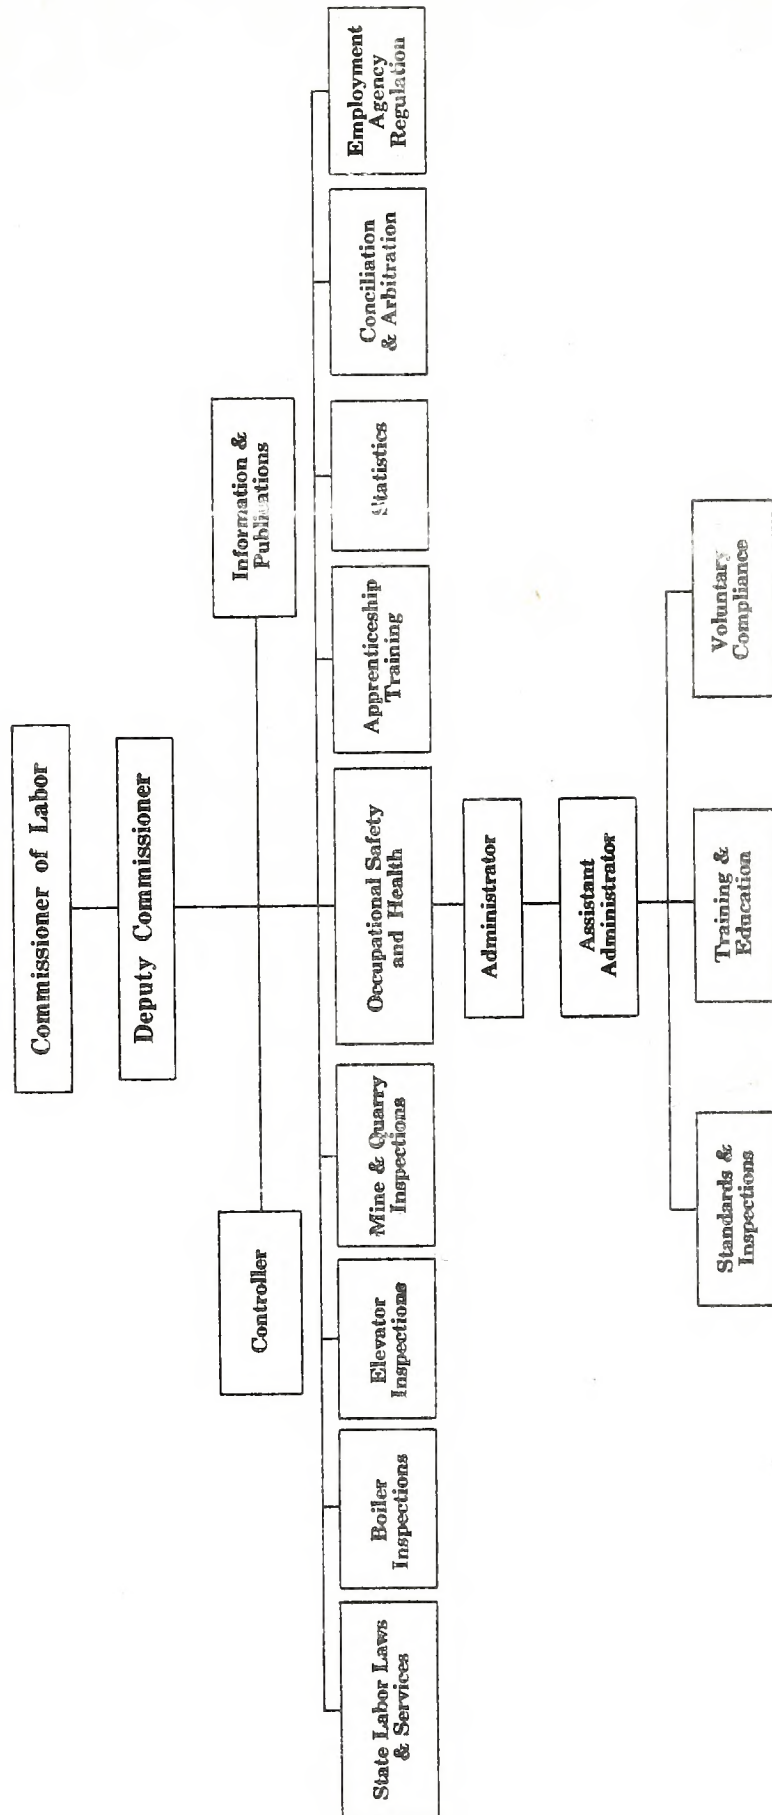 Commissioner of Labor
Deputy Commissioner
Controller
Information &
Publications
State Labor Laws
& Services
Boiler
Inspections
Elevator
Inspections
Mine & Quarry
Inspections
Occupational Safety
and Health
Apprenticeship
Training
Statistics
Conciliation
& Arbitration
Employment
Agency
Regulation
Administrator
Assistant
Administrator
Standards &
Inspections
Training &
Education
Voluntary
Compliance